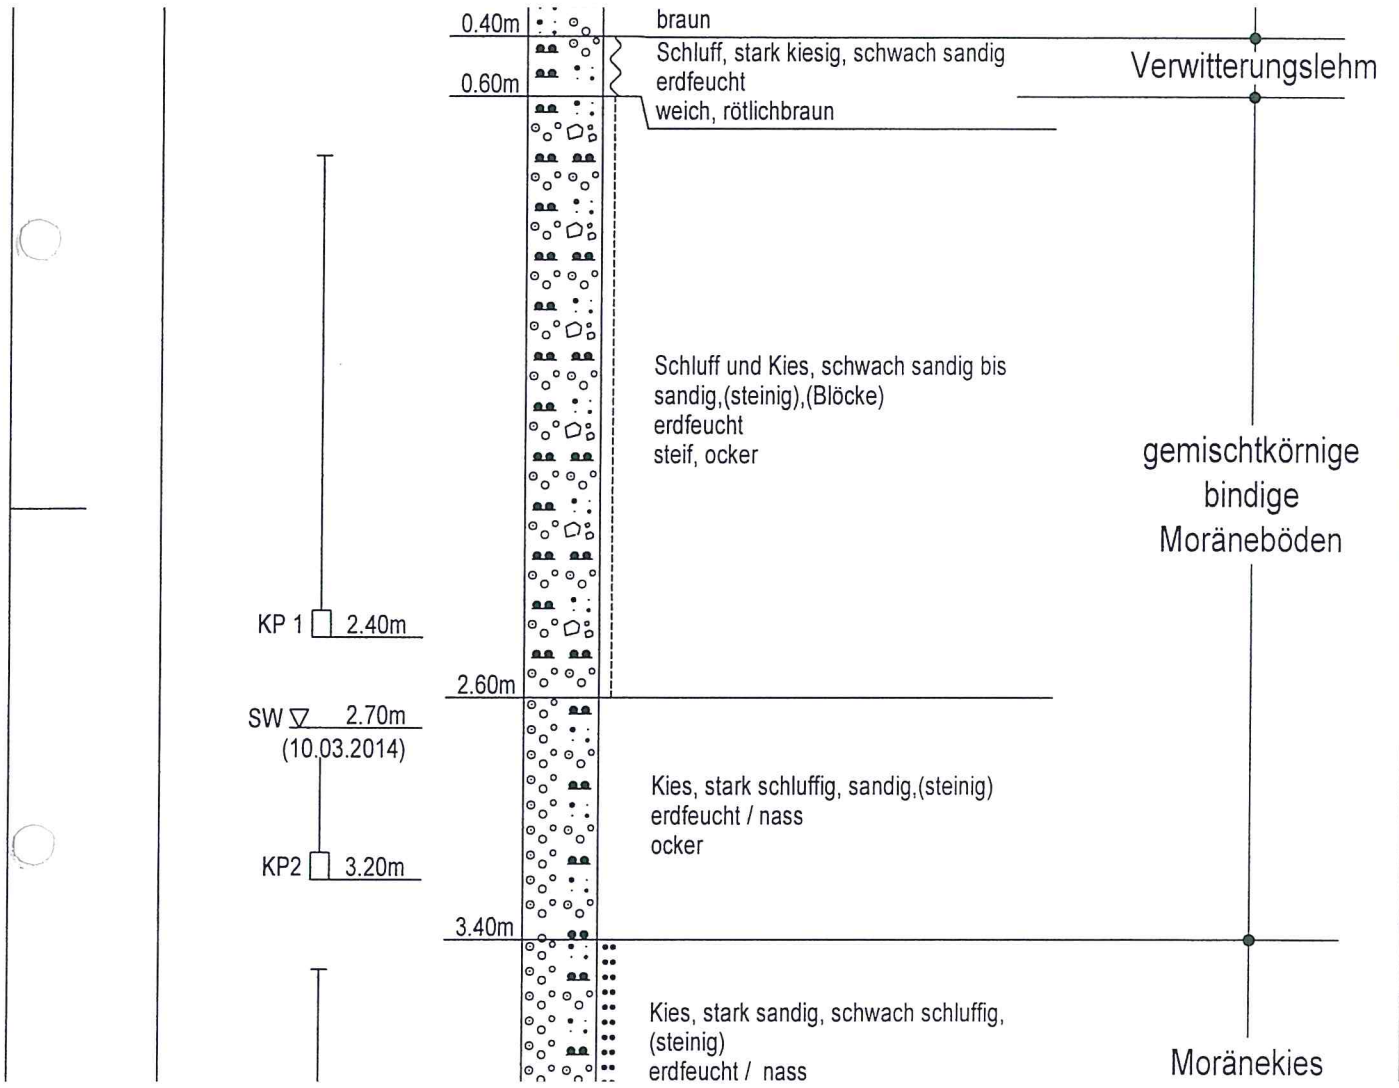 0.40m
braun
Schluff, stark kiesig, schwach sandig
erdfeucht
weich, rötlichbraun
Verwitterungslehm
0.60m
Schluff und Kies, schwach sandig bis
sandig,(steinig),(Blöcke)
erdfeucht
steif, ocker
gemischtkörnige
bindige
Moräneböden
KP 1 2.40m
2.60m
SW 2.70m
(10.03.2014)
Kies, stark schluffig, sandig,(steinig)
erdfeucht / nass
ocker
KP2 3.20m
3.40m
Kies, stark sandig, schwach schluffig,
(steinig)
erdfeucht / nass
Moränekies